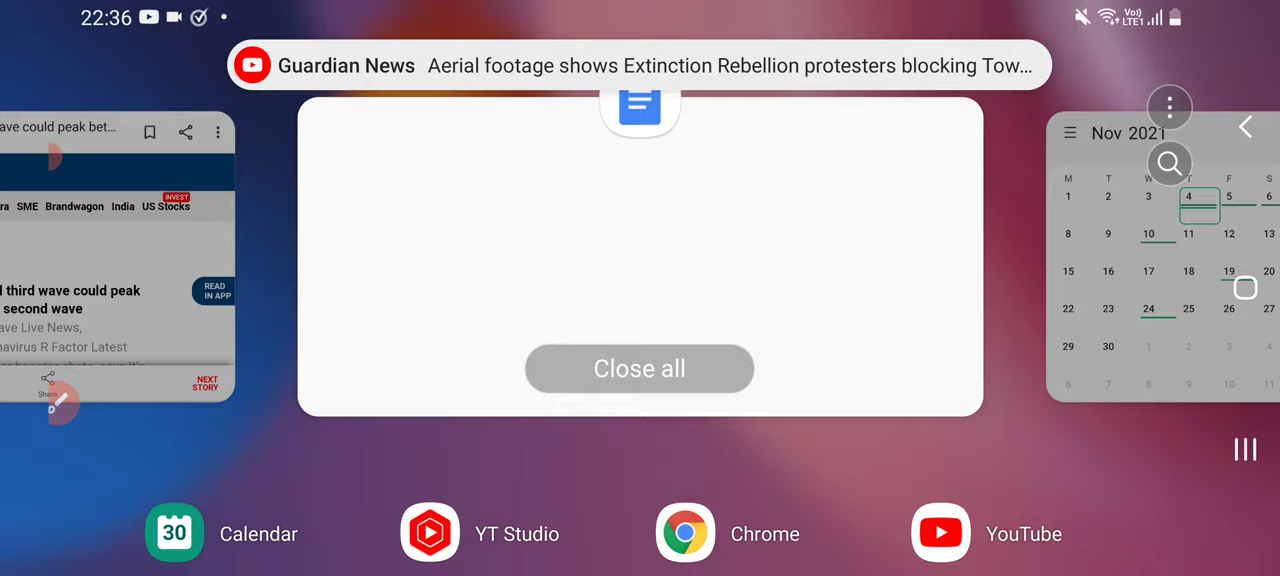 22:36
Vo)) LTE1
Guardian News Aerial footage shows Extinction Rebellion protesters blocking Tow...
ave could peak bet...
ra SME Brandwagon India US Stocks
INVEST
l third wave could peak
second wave
ave Live News,
navirus R Factor Latest
READ
IN APP
Share
NEXT
STORY
Close all
Nov 2021
M T W T F S
1 2 3 4 5 6
8 9 10 11 12 13
15 16 17 18 19 20
22 23 24 25 26 27
29 30 1 2 3 4
6 7 8 9 10 11
30 Calendar
YT Studio
Chrome
YouTube